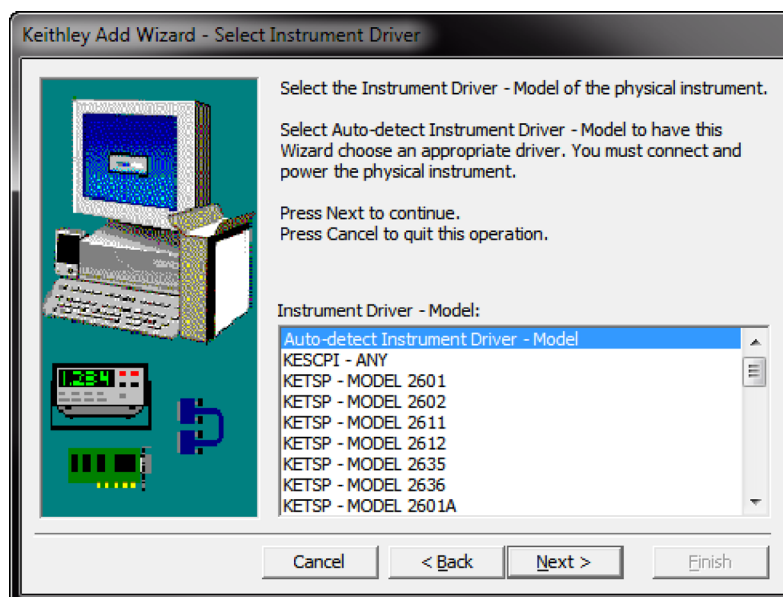 Keithley Add Wizard - Select Instrument Driver
Select the Instrument Driver - Model of the physical instrument.
Select Auto-detect Instrument Driver - Model to have this
Wizard choose an appropriate driver. You must connect and
power the physical instrument.
Press Next to continue.
Press Cancel to quit this operation.
Instrument Driver - Model:
Auto-detect Instrument Driver - Model
KESCPI - ANY
KETSP - MODEL 2601
KETSP - MODEL 2602
KETSP - MODEL 2611
KETSP - MODEL 2612
KETSP - MODEL 2635
KETSP - MODEL 2636
KETSP - MODEL 2601A
1.234
Cancel
< Back
Next >
Finish